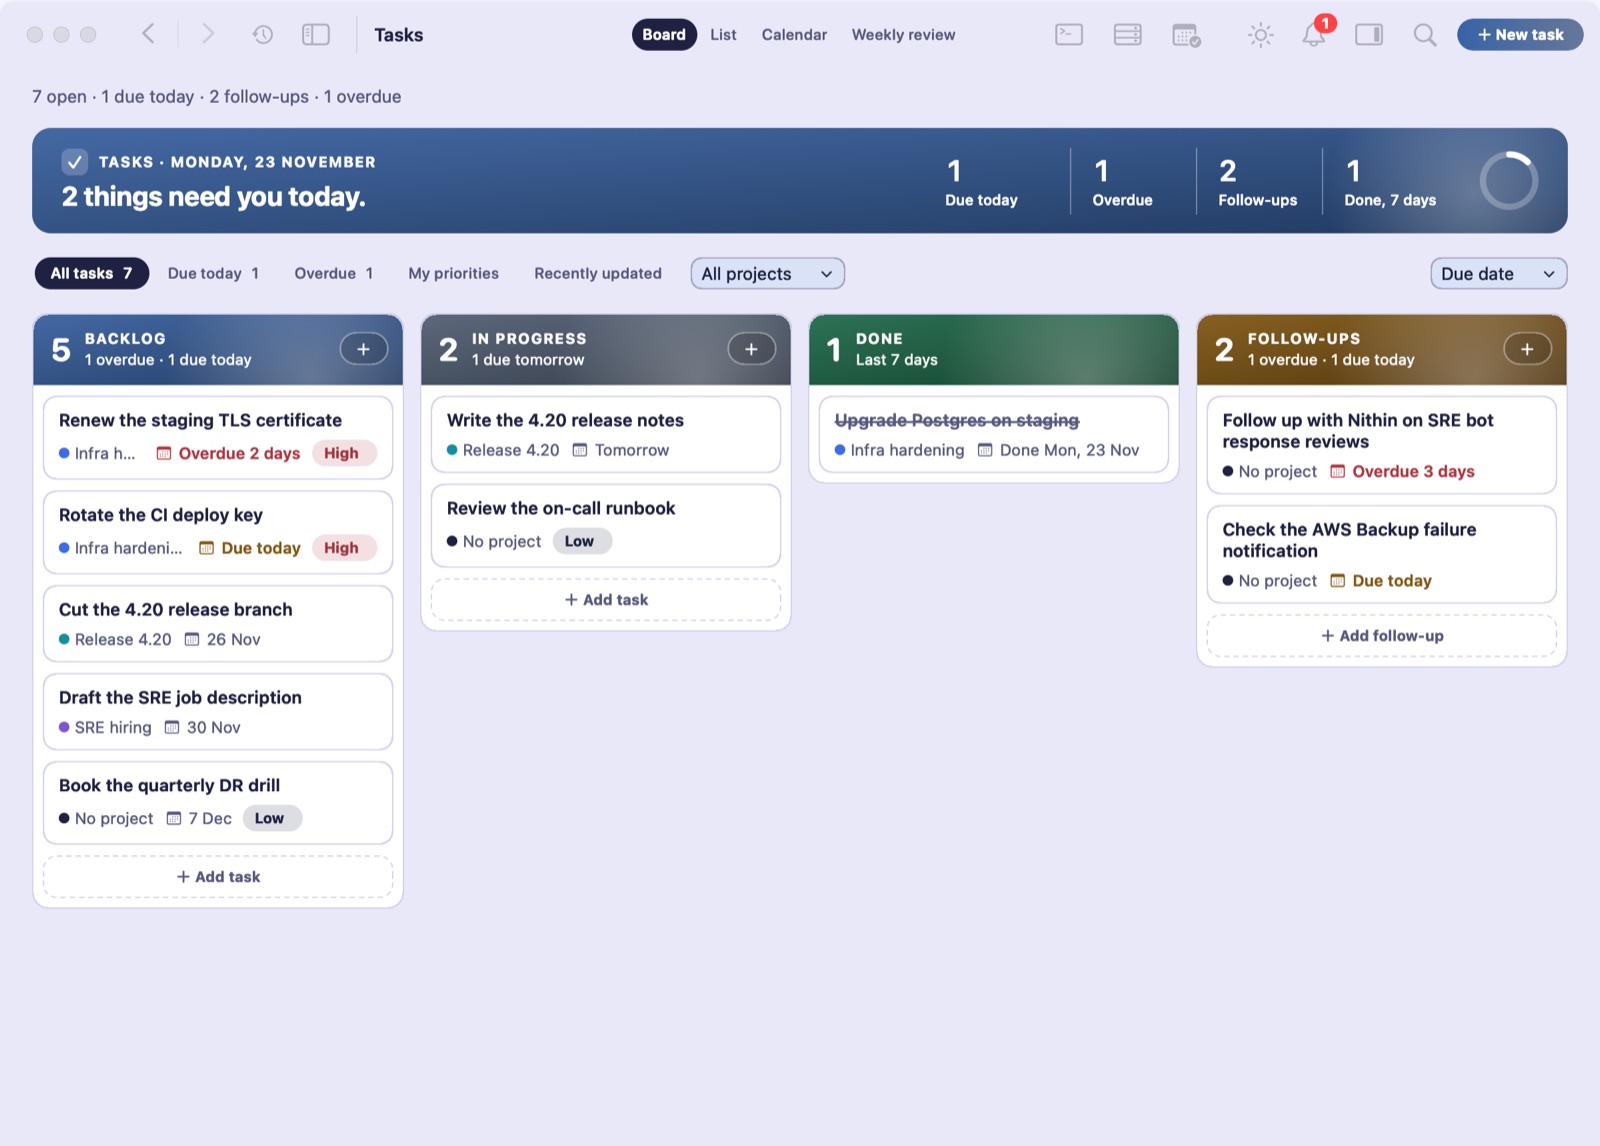 Tasks
Board
List
Calendar
Weekly review
1
+ New task
7 open · 1 due today · 2 follow-ups · 1 overdue
TASKS · MONDAY, 23 NOVEMBER
2 things need you today.
1
Due today
1
Overdue
2
Follow-ups
1
Done, 7 days
All tasks 7
Due today 1
Overdue 1
My priorities
Recently updated
All projects
Due date
5
BACKLOG
1 overdue · 1 due today
+
Renew the staging TLS certificate
Infra h... Overdue 2 days High
Rotate the CI deploy key
Infra hardeni... Due today High
Cut the 4.20 release branch
Release 4.20 26 Nov
Draft the SRE job description
SRE hiring 30 Nov
Book the quarterly DR drill
No project 7 Dec Low
+ Add task
2
IN PROGRESS
1 due tomorrow
+
Write the 4.20 release notes
Release 4.20 Tomorrow
Review the on-call runbook
No project Low
+ Add task
1
DONE
Last 7 days
Upgrade Postgres on staging
Infra hardening Done Mon, 23 Nov
2
FOLLOW-UPS
1 overdue · 1 due today
+
Follow up with Nithin on SRE bot
response reviews
No project Overdue 3 days
Check the AWS Backup failure
notification
No project Due today
+ Add follow-up